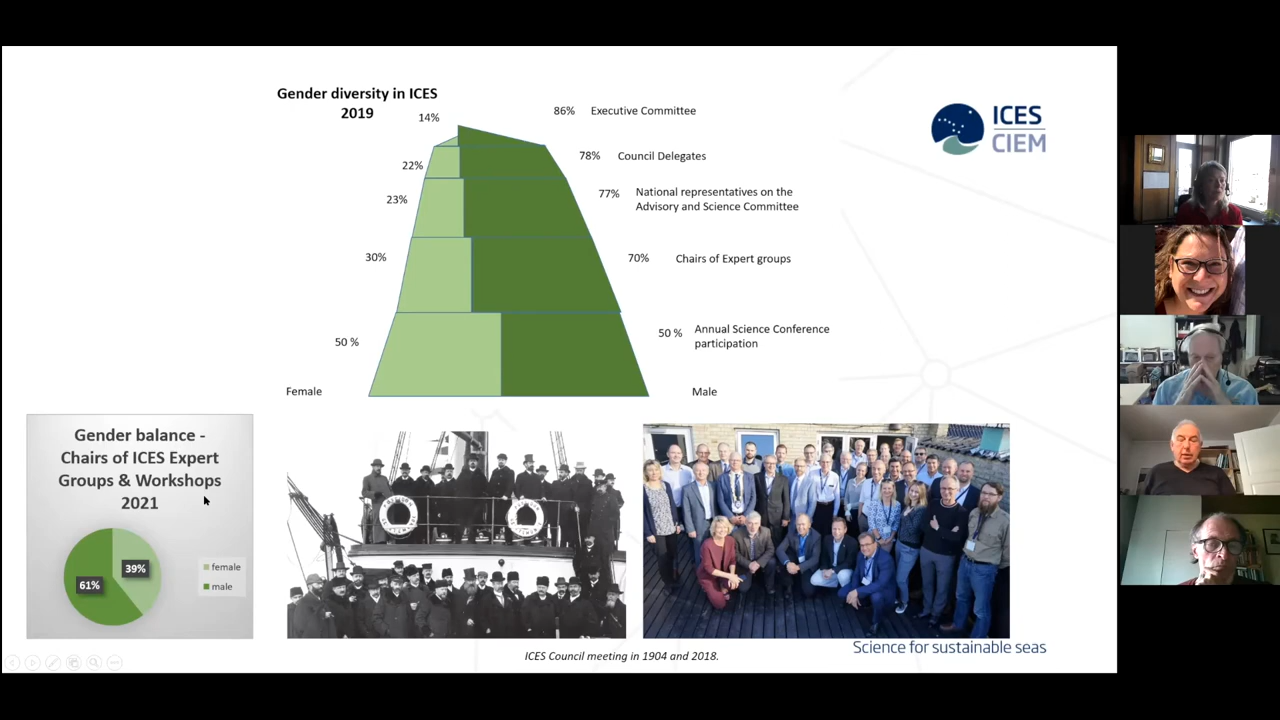 Gender diversity in ICES
2019
14%
86% Executive Committee
22%
78% Council Delegates
23%
77% National representatives on the
Advisory and Science Committee
30%
70% Chairs of Expert groups
50 %
50 % Annual Science Conference
participation
Female
Male
ICES
CIEM
Gender balance -
Chairs of ICES Expert
Groups & Workshops
2021
39%
61%
female
male
ICES Council meeting in 1904 and 2018.
Science for sustainable seas